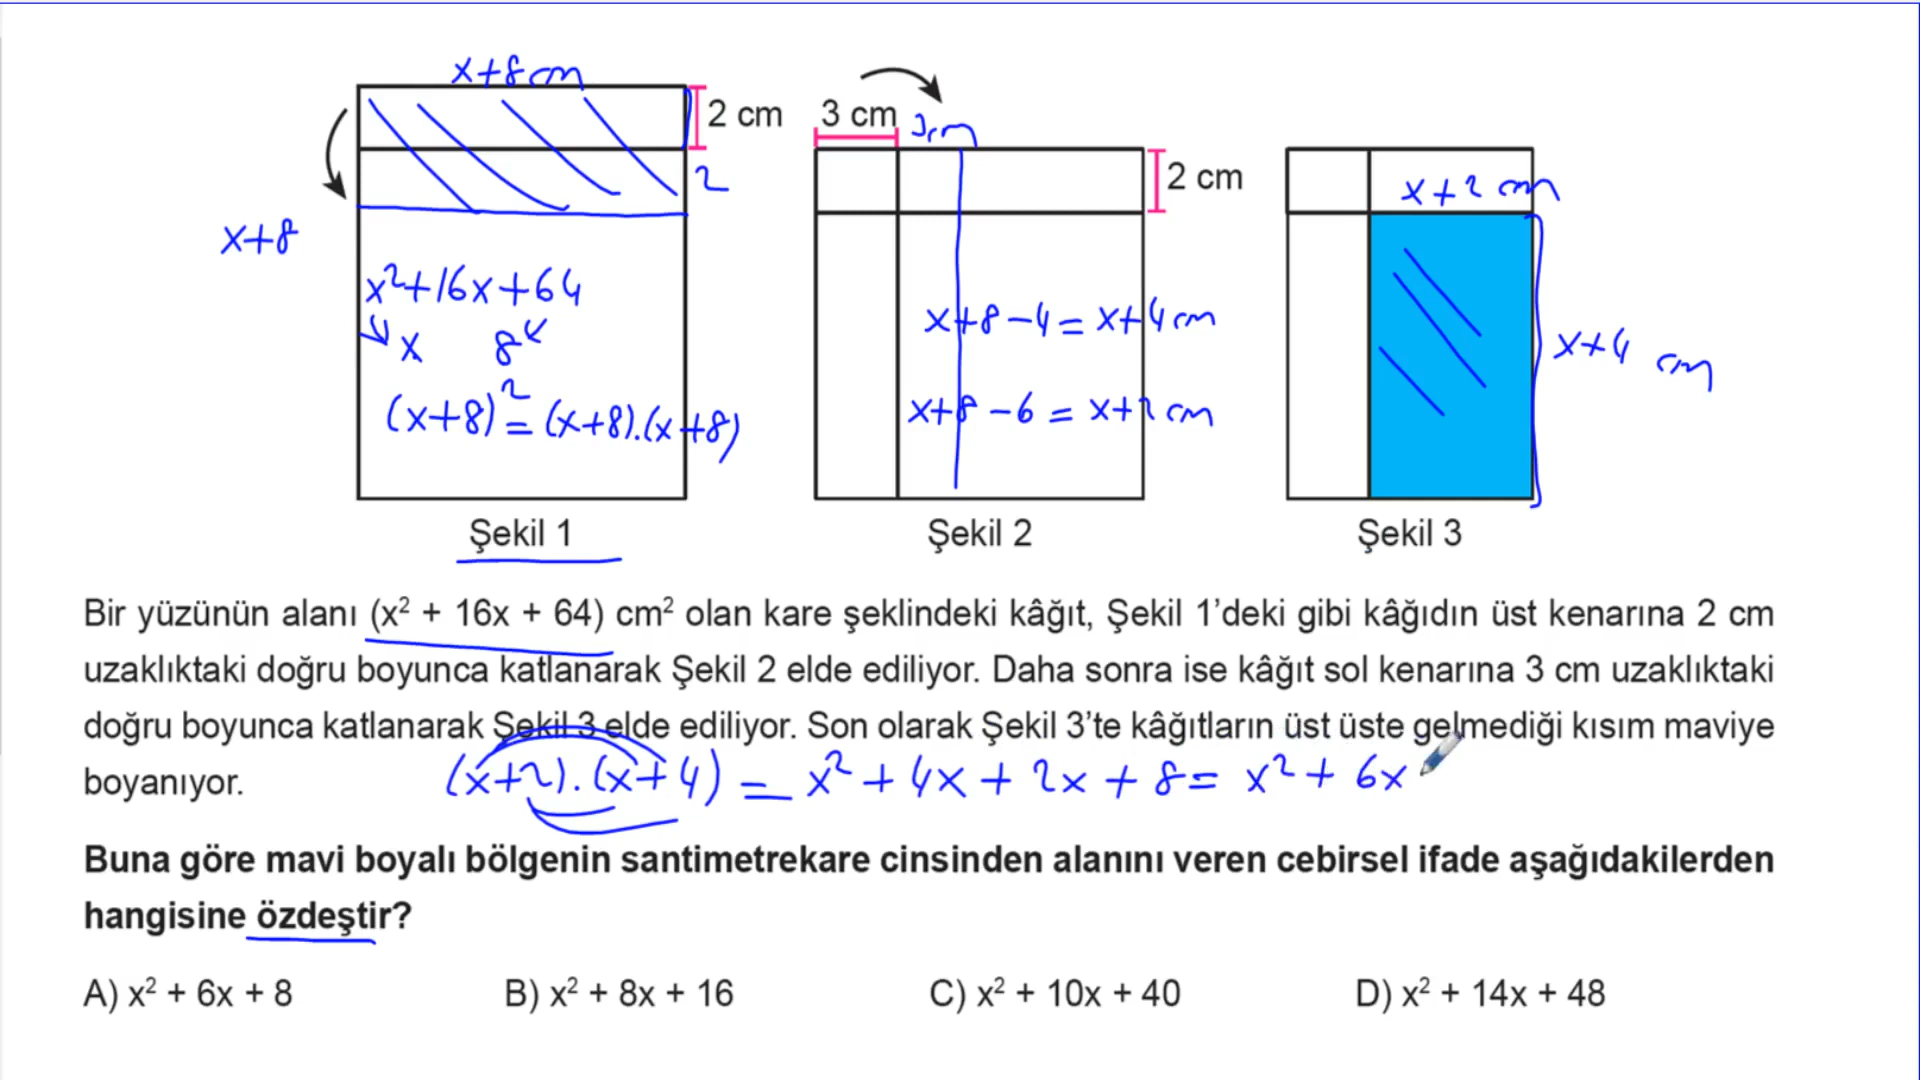 x+8cm
2 cm 3 cm 3cm
2 2 cm x+2 cm
x+8
x²+16x+64
x+8-4=x+4cm
x 8
x+4 cm
(x+8)²=(x+8).(x+8)
x+8-6=x+2cm
Şekil 1 Şekil 2 Şekil 3
Bir yüzünün alanı (x² + 16x + 64) cm² olan kare şeklindeki kâğıt, Şekil 1’deki gibi kâğıdın üst kenarına 2 cm
uzaklıktaki doğru boyunca katlanarak Şekil 2 elde ediliyor. Daha sonra ise kâğıt sol kenarına 3 cm uzaklıktaki
doğru boyunca katlanarak Şekil 3 elde ediliyor. Son olarak Şekil 3’te kâğıtların üst üste gelmediği kısım maviye
boyanıyor.
(x+2).(x+4) = x²+4x+2x+8= x²+6x
Buna göre mavi boyalı bölgenin santimetrekare cinsinden alanını veren cebirsel ifade aşağıdakilerden
hangisine özdeştir?
A) x² + 6x + 8 B) x² + 8x + 16 C) x² + 10x + 40 D) x² + 14x + 48